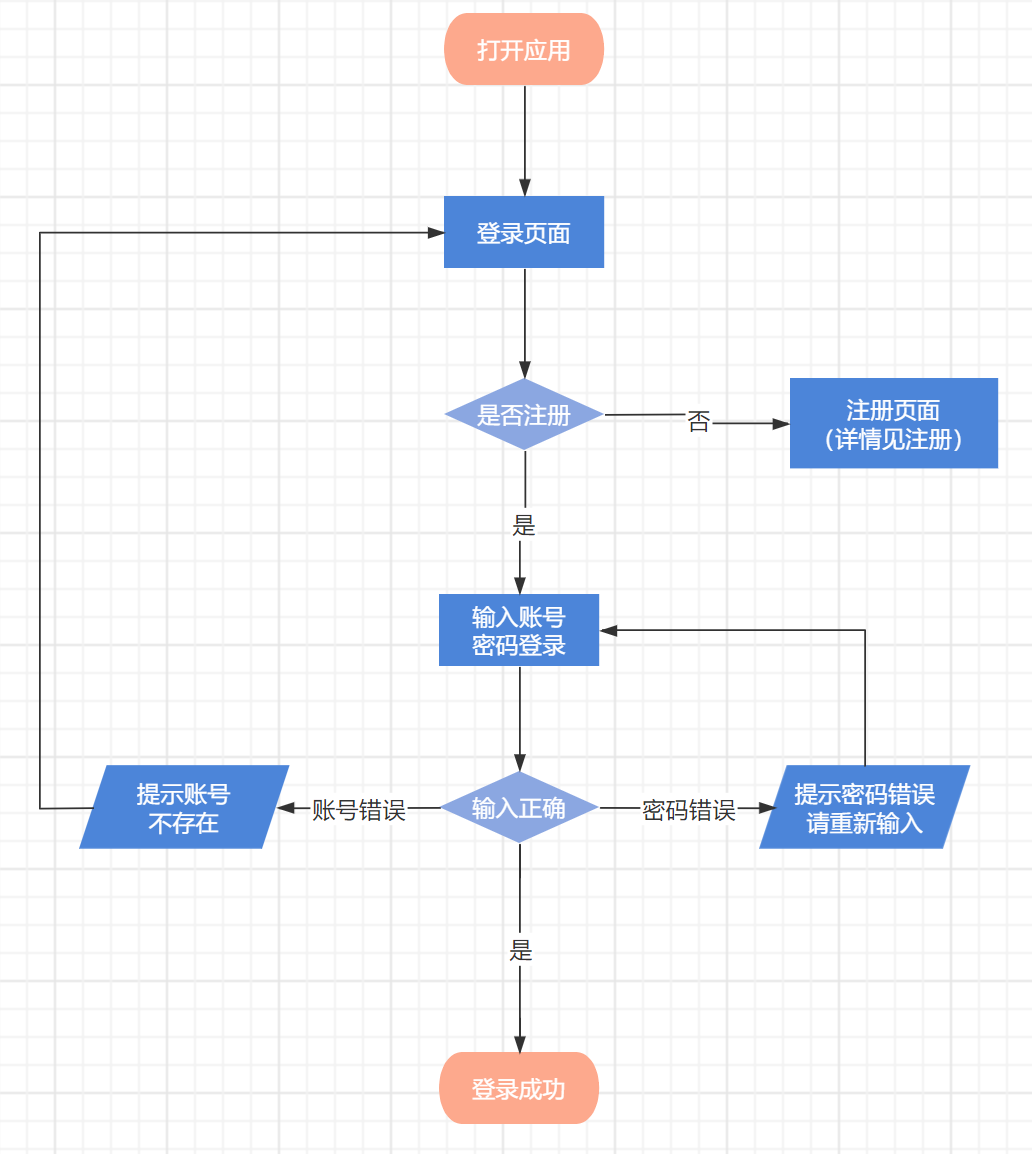 打开应用
登录页面
是否注册
否
注册页面
（详情见注册）
是
输入账号
密码登录
提示账号
不存在
账号错误
输入正确
密码错误
提示密码错误
请重新输入
是
登录成功